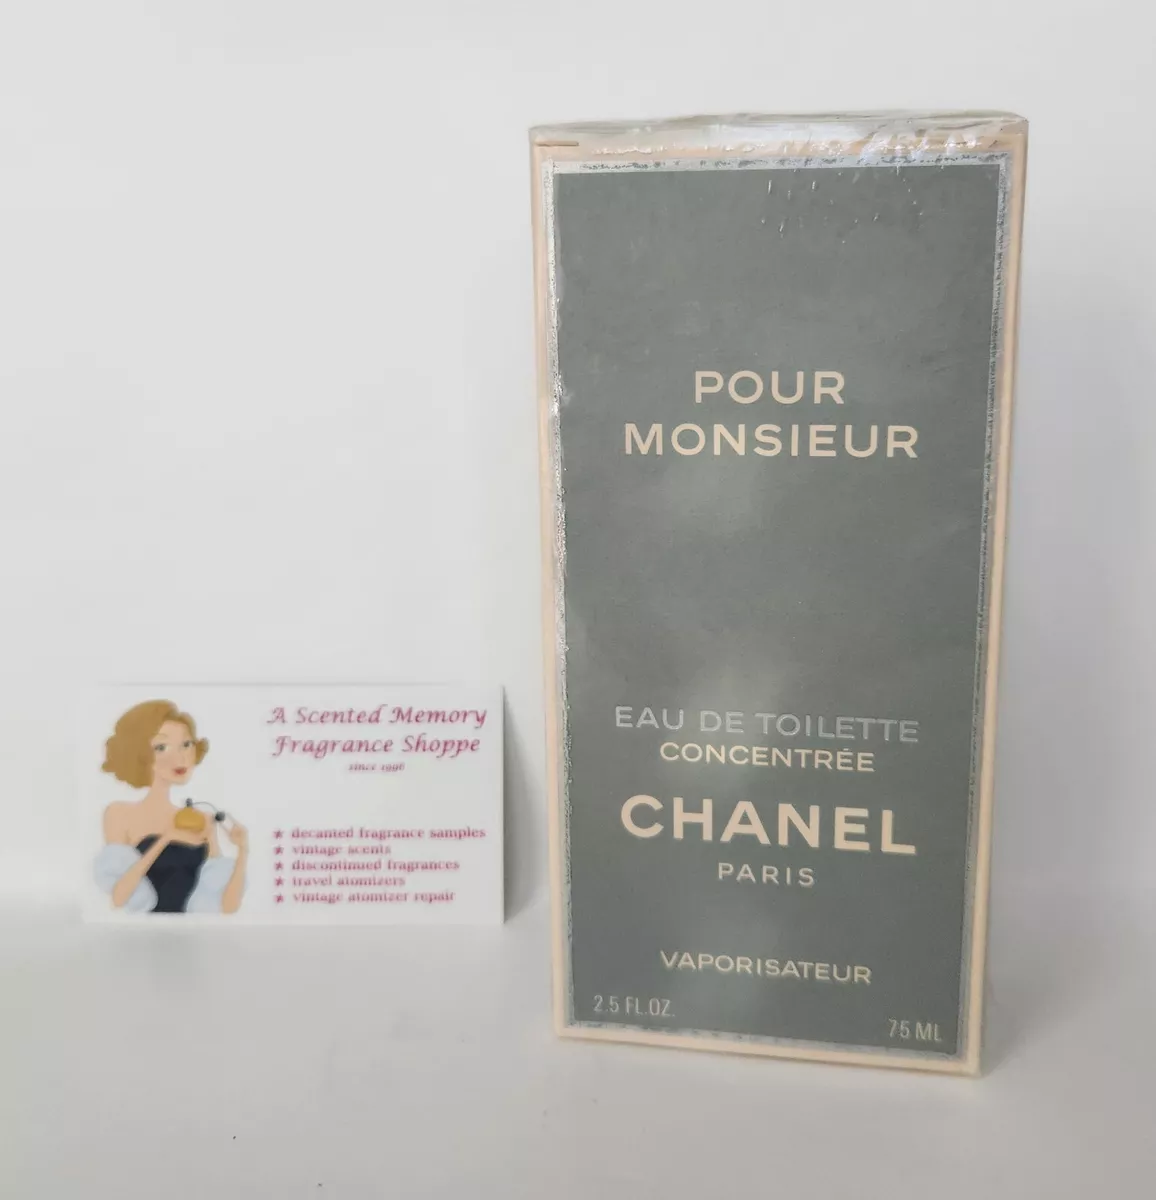 POUR
MONSIEUR
EAU DE TOILETTE
CONCENTRÉE
CHANEL
PARIS
VAPORISATEUR
2.5 FL.OZ.
75 ML
A Scented Memory
Fragrance Shoppe
since 1996
★ decanted fragrance samples
★ vintage scents
★ discontinued fragrances
★ travel atomizers
★ vintage atomizer repair